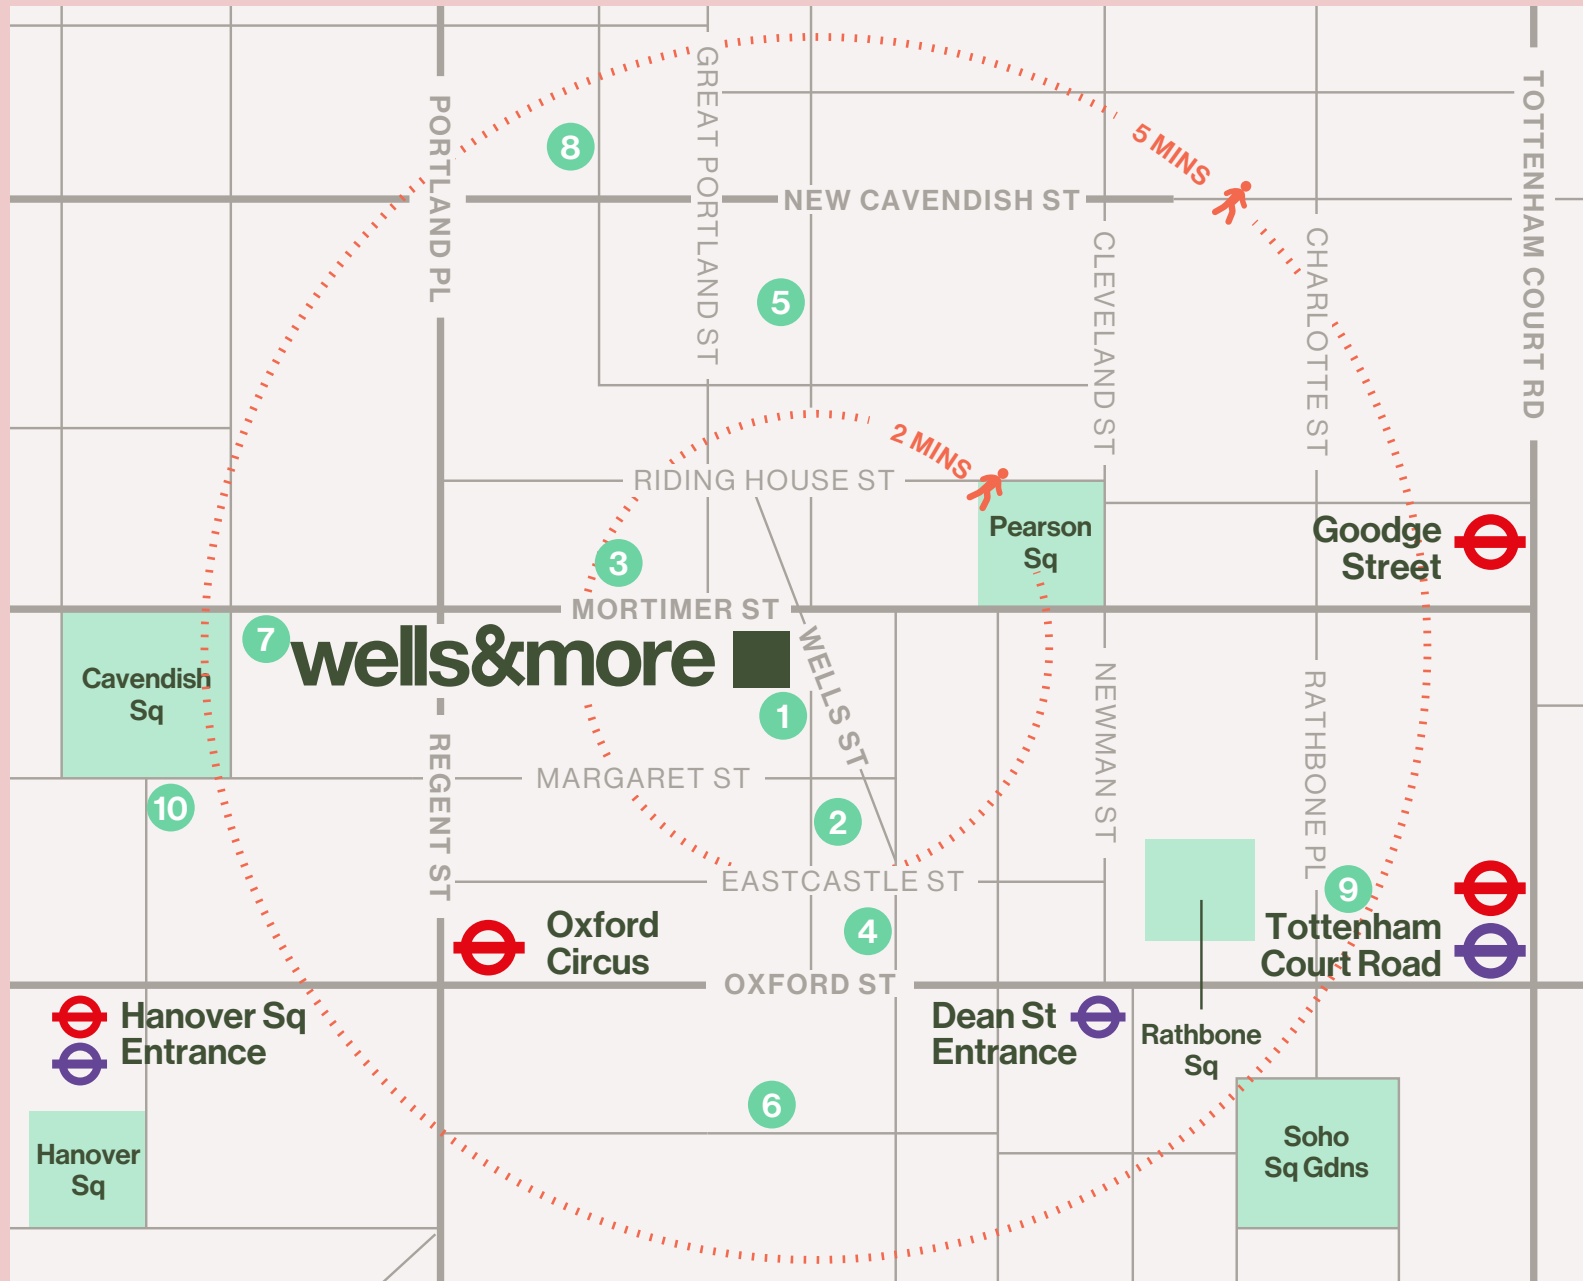 GREAT PORTLAND ST
PORTLAND PL
8
5 MINS
TOTTENHAM COURT RD
NEW CAVENDISH ST
CLEVELAND ST
CHARLOTTE ST
5
2 MINS
RIDING HOUSE ST
Pearson
Sq
Goodge
Street
3
MORTIMER ST
7
wells&more
WELLS ST
Cavendish
Sq
1
NEWMAN ST
RATHBONE PL
REGENT ST
MARGARET ST
10
2
EASTCASTLE ST
9
4
Oxford
Circus
Tottenham
Court Road
OXFORD ST
Hanover Sq
Entrance
Dean St
Entrance
Rathbone
Sq
6
Hanover
Sq
Soho
Sq Gdns